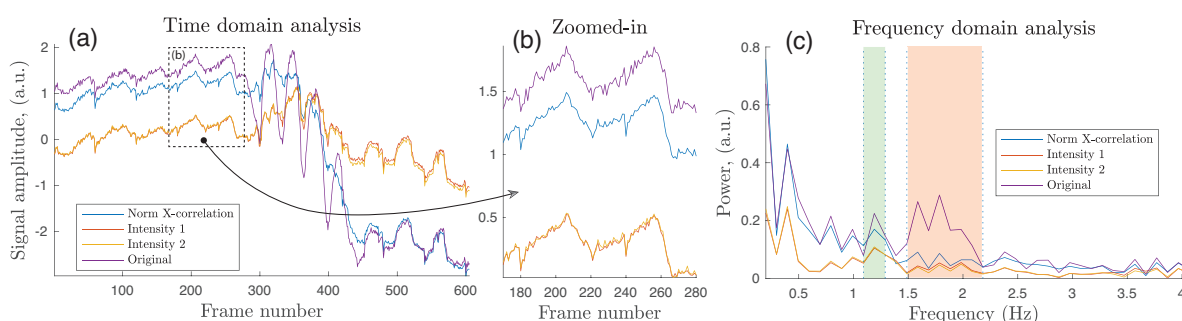 (a)
Time domain analysis
Signal amplitude, (a.u.)
2
1
0
-1
-2
(b)
Norm X-correlation
Intensity 1
Intensity 2
Original
100 200 300 400 500 600
Frame number
(b)
Zoomed-in
1.5
1
0.5
180 200 220 240 260 280
Frame number
(c)
Frequency domain analysis
Power, (a.u.)
0.8
0.6
0.4
0.2
0
Norm X-correlation
Intensity 1
Intensity 2
Original
0.5 1 1.5 2 2.5 3 3.5 4
Frequency (Hz)